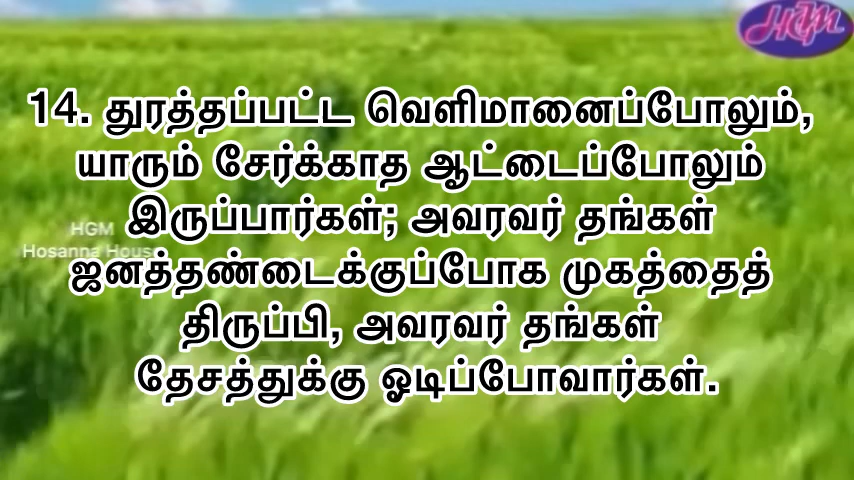 HGM
14. துரத்தப்பட்ட வெளிமானைப்போலும்,
யாரும் சேர்க்காத ஆட்டைப்போலும்
இருப்பார்கள்; அவரவர் தங்கள்
HGM
Hosanna House
ஜனத்தண்டைக்குப்போக முகத்தைத்
திருப்பி, அவரவர் தங்கள்
தேசத்துக்கு ஓடிப்போவார்கள்.